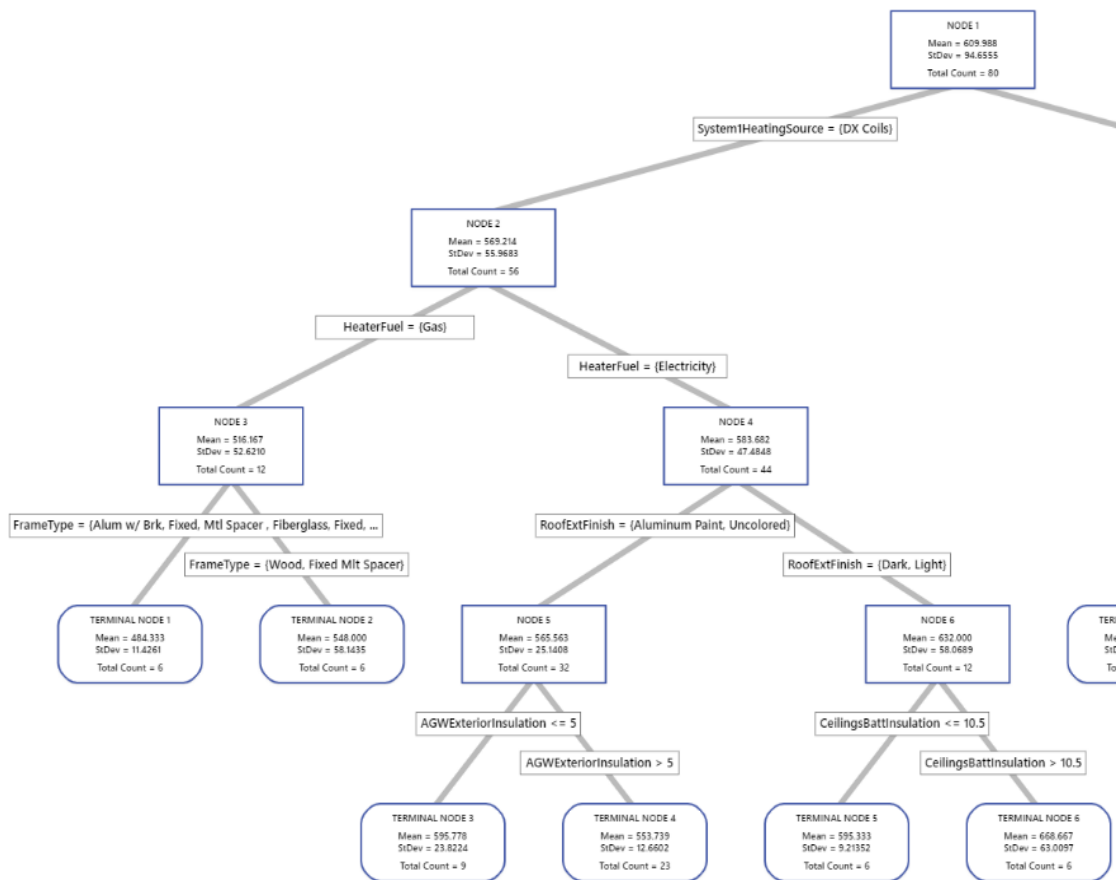 NODE 1
Mean = 609.988
StDev = 94.6555
Total Count = 80
System1HeatingSource = {DX Coils}
NODE 2
Mean = 569.214
StDev = 55.9683
Total Count = 56
HeaterFuel = {Gas}
HeaterFuel = {Electricity}
NODE 3
Mean = 516.167
StDev = 52.6210
Total Count = 12
NODE 4
Mean = 583.682
StDev = 47.4848
Total Count = 44
FrameType = {Alum w/ Brk, Fixed, Mtl Spacer , Fiberglass, Fixed, ...
FrameType = {Wood, Fixed Mlt Spacer}
RoofExtFinish = {Aluminum Paint, Uncolored}
RoofExtFinish = {Dark, Light}
TERMINAL NODE 1
Mean = 484.333
StDev = 11.4261
Total Count = 6
TERMINAL NODE 2
Mean = 548.000
StDev = 58.1435
Total Count = 6
NODE 5
Mean = 565.563
StDev = 25.1408
Total Count = 32
NODE 6
Mean = 632.000
StDev = 58.0689
Total Count = 12
AGWExteriorInsulation <= 5
AGWExteriorInsulation > 5
CeilingsBattInsulation <= 10.5
CeilingsBattInsulation > 10.5
TERMINAL NODE 3
Mean = 595.778
StDev = 23.8224
Total Count = 9
TERMINAL NODE 4
Mean = 553.739
StDev = 12.6602
Total Count = 23
TERMINAL NODE 5
Mean = 595.333
StDev = 9.21352
Total Count = 6
TERMINAL NODE 6
Mean = 668.667
StDev = 63.0097
Total Count = 6